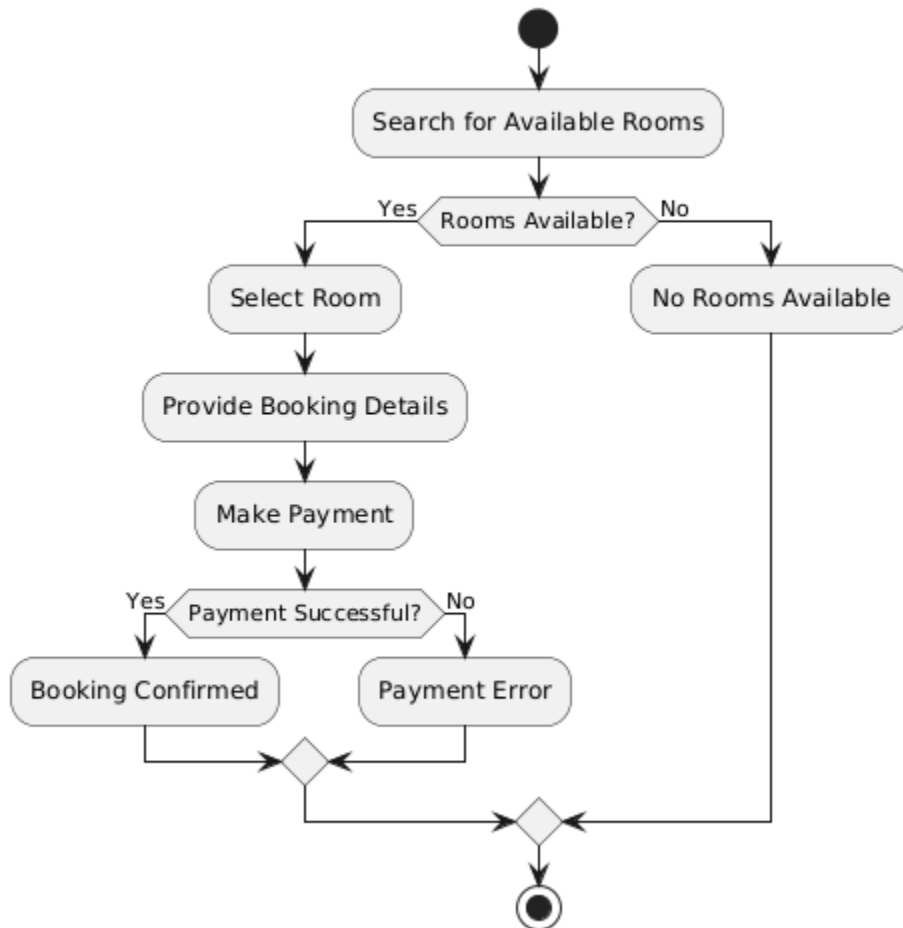 Search for Available Rooms
Yes
Rooms Available?
No
Select Room
No Rooms Available
Provide Booking Details
Make Payment
Yes
Payment Successful?
No
Booking Confirmed
Payment Error